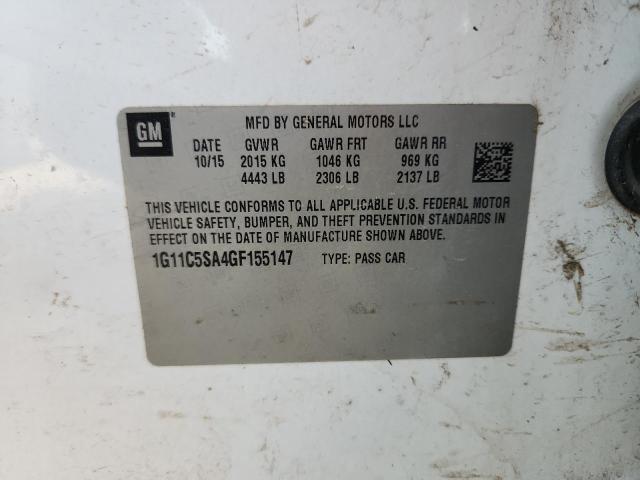 GM
MFD BY GENERAL MOTORS LLC
DATE GVWR GAWR FRT GAWR RR
10/15 2015 KG 1046 KG 969 KG
4443 LB 2306 LB 2137 LB
THIS VEHICLE CONFORMS TO ALL APPLICABLE U.S. FEDERAL MOTOR
VEHICLE SAFETY, BUMPER, AND THEFT PREVENTION STANDARDS IN
EFFECT ON THE DATE OF MANUFACTURE SHOWN ABOVE.
1G11C5SA4GF155147 TYPE: PASS CAR